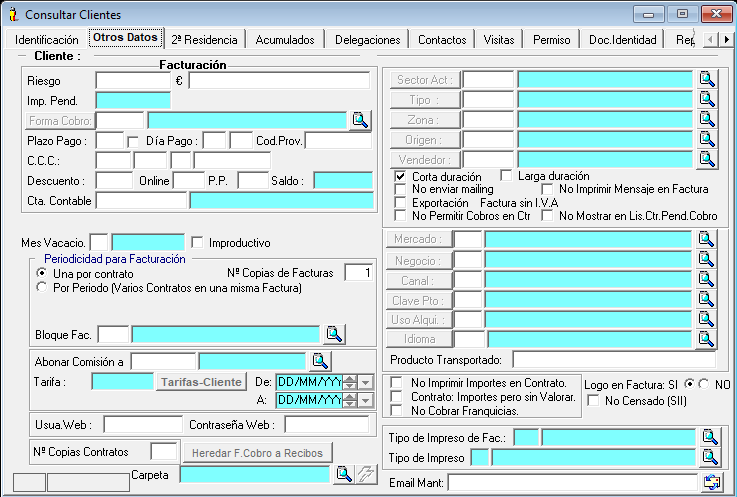 Consultar Clientes
Identificación Otros Datos 2ª Residencia Acumulados Delegaciones Contactos Visitas Permiso Doc.Identidad Rep
Cliente :
Facturación
Riesgo €
Imp. Pend.
Forma Cobro:
Plazo Pago : Día Pago : Cod.Prov.
C.C.C.:
Descuento : Online P.P. Saldo :
Cta. Contable
Sector Act :
Tipo :
Zona :
Origen :
Vendedor :
Corta duración Larga duración
No enviar mailing No Imprimir Mensaje en Factura
Exportación Factura sin I.V.A
No Permitir Cobros en Ctr No Mostrar en Lis.Ctr.Pend.Cobro
Mes Vacacio. Improductivo
Periodicidad para Facturación
Una por contrato Nº Copias de Facturas 1
Por Periodo (Varios Contratos en una misma Factura)
Bloque Fac.
Mercado :
Negocio :
Canal :
Clave Pto :
Uso Alqui. :
Idioma
Producto Transportado:
Abonar Comisión a
Tarifa : Tarifas-Cliente De: DD/MM/YYY
A: DD/MM/YYY
No Imprimir Importes en Contrato. Logo en Factura: SI NO
Contrato: Importes pero sin Valorar. No Censado (SII)
No Cobrar Franquicias.
Usua.Web : Contraseña Web :
Nº Copias Contratos Heredar F.Cobro a Recibos
Carpeta
Tipo de Impreso de Fac.:
Tipo de Impreso
Email Mant: